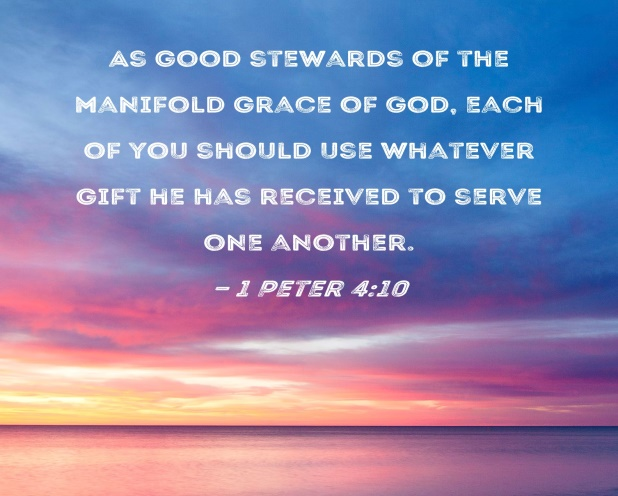 AS GOOD STEWARDS OF THE
MANIFOLD GRACE OF GOD, EACH
OF YOU SHOULD USE WHATEVER
GIFT HE HAS RECEIVED TO SERVE
ONE ANOTHER.
– 1 PETER 4:10